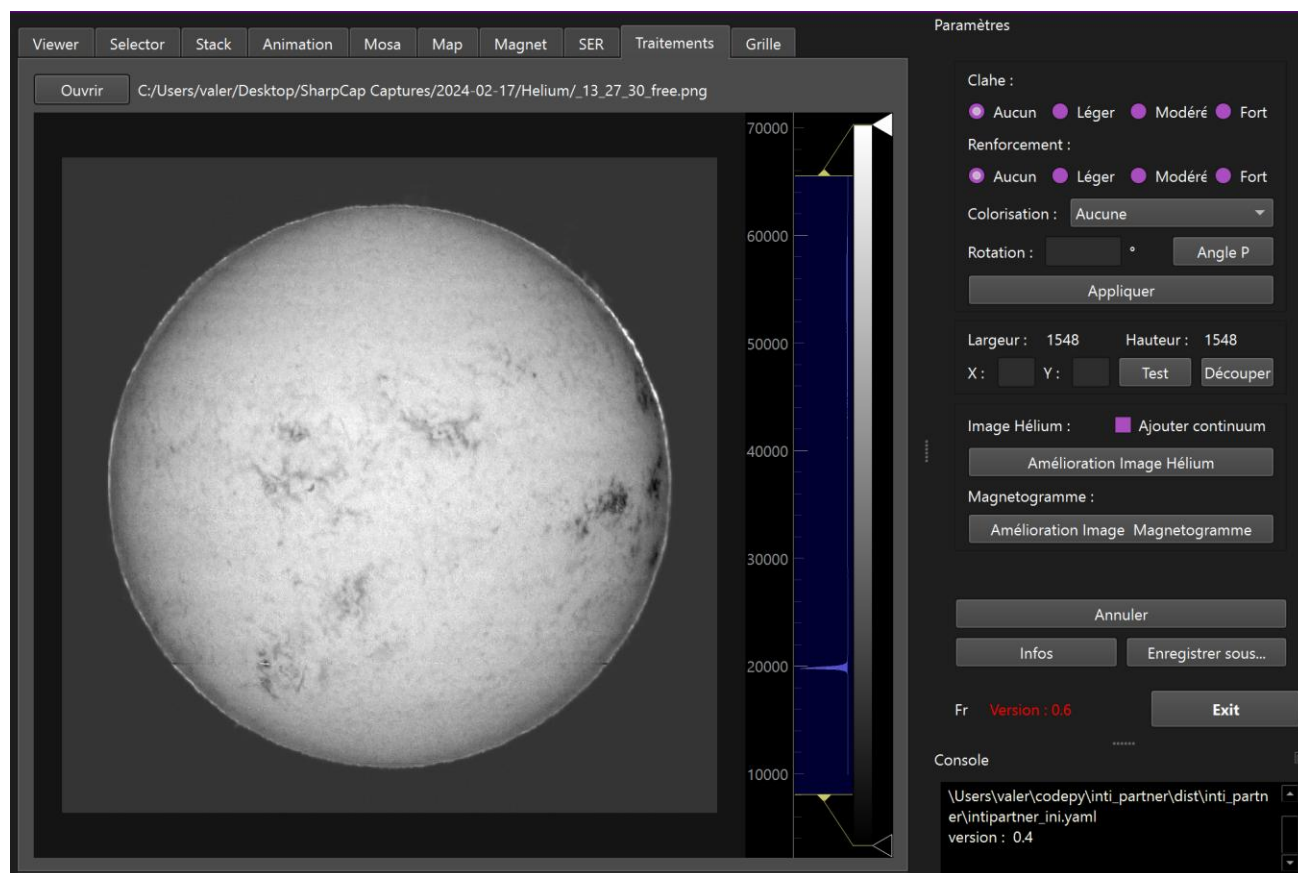 Viewer Selector Stack Animation Mosa Map Magnet SER Traitements Grille
Ouvrir C:/Users/valer/Desktop/SharpCap Captures/2024-02-17/Helium/_13_27_30_free.png
70000
60000
50000
40000
30000
20000
10000
Paramètres
Clahe :
Aucun Léger Modéré Fort
Renforcement :
Aucun Léger Modéré Fort
Colorisation : Aucune
Rotation : ° Angle P
Appliquer
Largeur : 1548 Hauteur : 1548
X : Y : Test Découper
Image Hélium : Ajouter continuum
Amélioration Image Hélium
Magnetogramme :
Amélioration Image Magnetogramme
Annuler
Infos Enregistrer sous...
Fr Version : 0.6 Exit
Console
\Users\valer\codepy\inti_partner\dist\inti_partn
er\intipartner_ini.yaml
version : 0.4